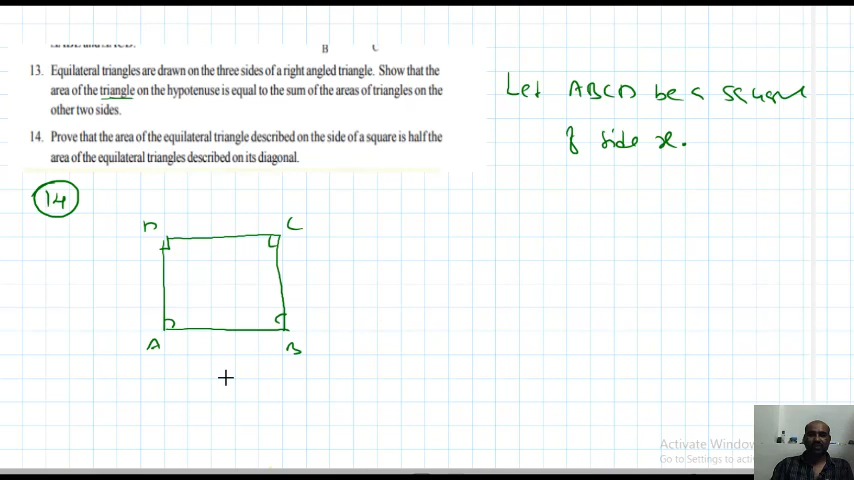 B C
13. Equilateral triangles are drawn on the three sides of a right angled triangle. Show that the
area of the triangle on the hypotenuse is equal to the sum of the areas of triangles on the
other two sides.
14. Prove that the area of the equilateral triangle described on the side of a square is half the
area of the equilateral triangles described on its diagonal.
Let ABCD be a square
of side x.
14
D C
A B
Activate Window
Go to Settings to activ